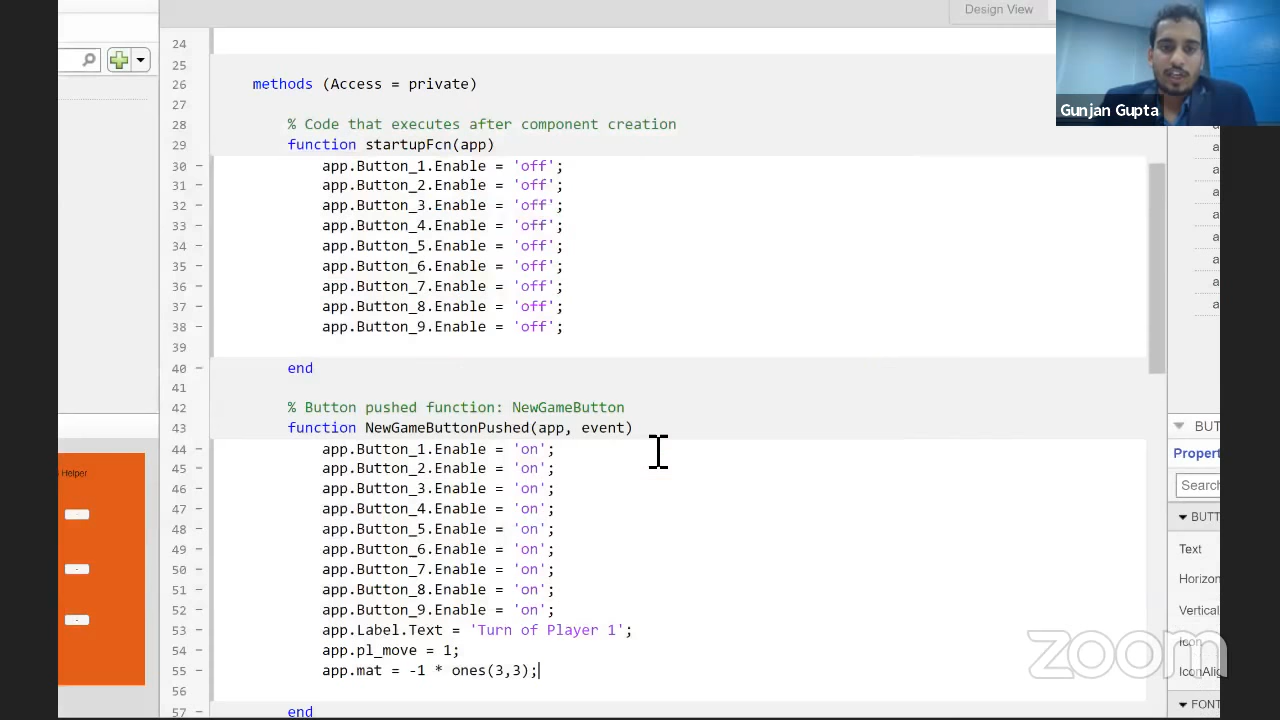 Design View
Gunjan Gupta
24
25
26 - methods (Access = private)
27
28 % Code that executes after component creation
29 function startupFcn(app)
30 - app.Button_1.Enable = 'off';
31 - app.Button_2.Enable = 'off';
32 - app.Button_3.Enable = 'off';
33 - app.Button_4.Enable = 'off';
34 - app.Button_5.Enable = 'off';
35 - app.Button_6.Enable = 'off';
36 - app.Button_7.Enable = 'off';
37 - app.Button_8.Enable = 'off';
38 - app.Button_9.Enable = 'off';
39
40 - end
41
42 % Button pushed function: NewGameButton
43 function NewGameButtonPushed(app, event)
44 - app.Button_1.Enable = 'on';
45 - app.Button_2.Enable = 'on';
46 - app.Button_3.Enable = 'on';
47 - app.Button_4.Enable = 'on';
48 - app.Button_5.Enable = 'on';
49 - app.Button_6.Enable = 'on';
50 - app.Button_7.Enable = 'on';
51 - app.Button_8.Enable = 'on';
52 - app.Button_9.Enable = 'on';
53 - app.Label.Text = 'Turn of Player 1';
54 - app.pl_move = 1;
55 - app.mat = -1 * ones(3,3);
56
57 - end
Helper
BUT
Propert
Search
BUTT
Text
Horizon
Vertical
Icon
IconAlig
FONT
zoom